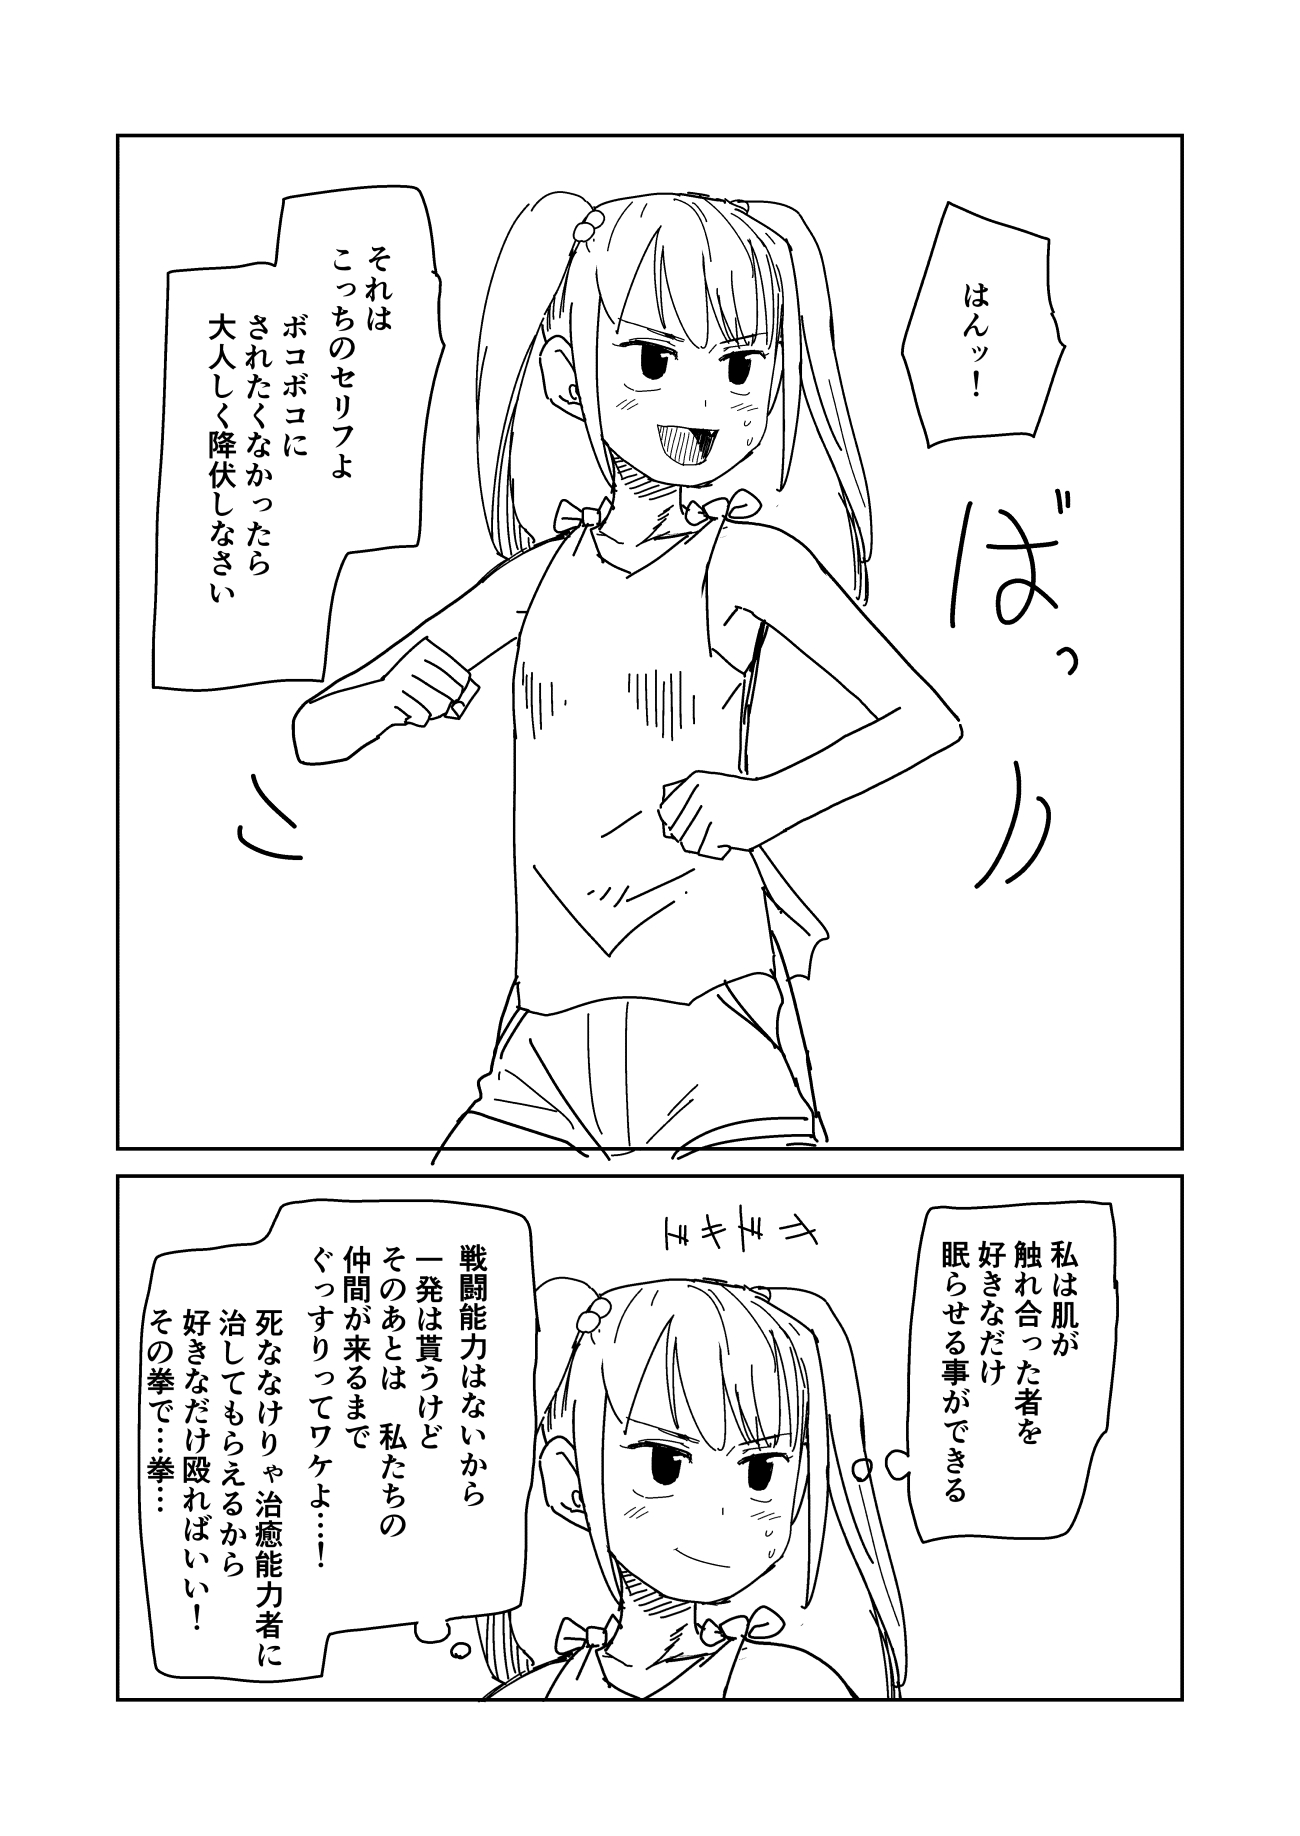 はんッ！
ばっ
それは
こっちのセリフよ
ボコボコに
されたくなかったら
大人しく降伏しなさい
私は肌が
触れ合った者を
好きなだけ
眠らせる事ができる
ドキドキ
戦闘能力はないから
一発は貰うけど
そのあとは　私たちの
仲間が来るまで
ぐっすりってワケよ……！
死ななけりゃ治癒能力者に
治してもらえるから
好きなだけ殴ればいい！
その拳で…拳…